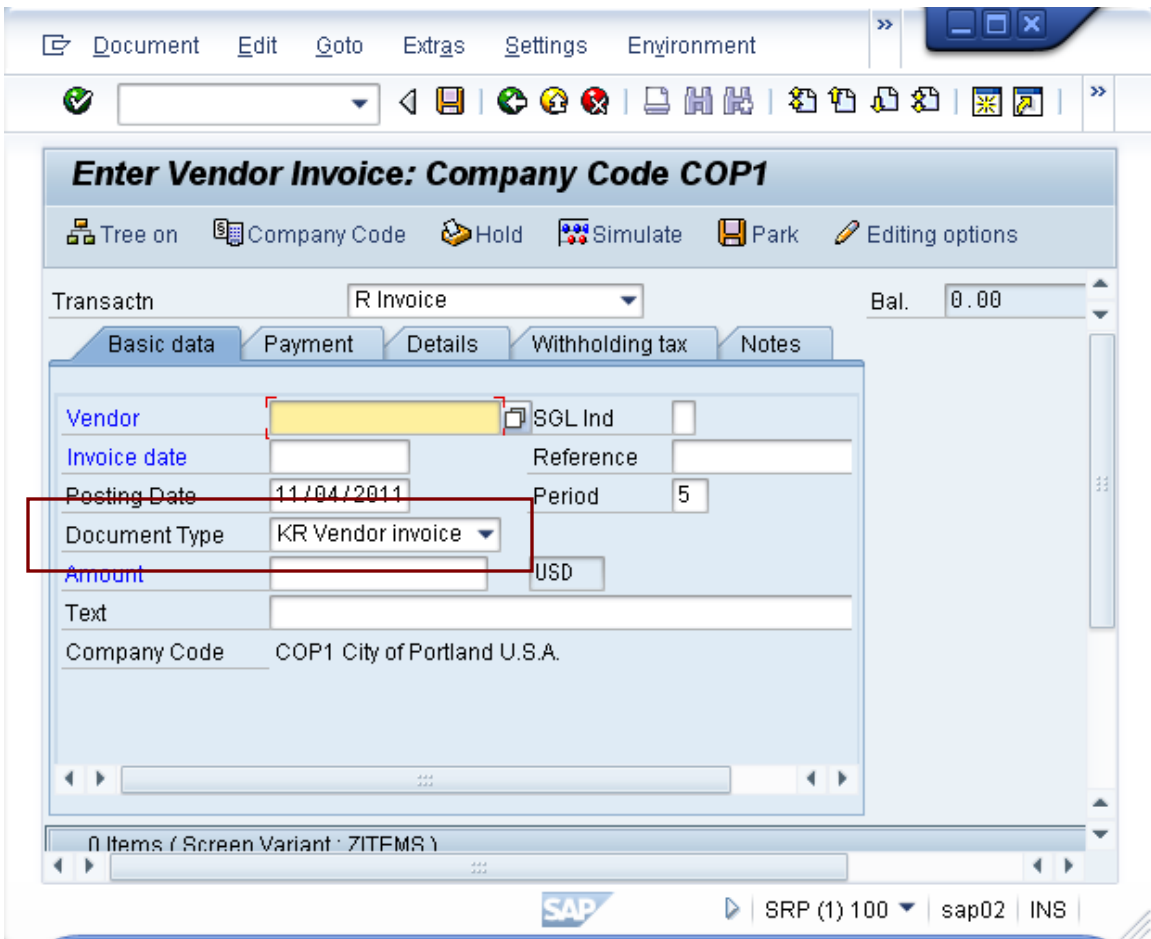 Document Edit Goto Extras Settings Environment »
»
Enter Vendor Invoice: Company Code COP1
Tree on Company Code Hold Simulate Park Editing options
Transactn R Invoice Bal. 0.00
Basic data Payment Details Withholding tax Notes
Vendor SGL Ind
Invoice date Reference
Posting Date 11/04/2011 Period 5
Document Type KR Vendor invoice
Amount USD
Text
Company Code COP1 City of Portland U.S.A.
0 Items ( Screen Variant : ZITEMS )
SAP SRP (1) 100 sap02 INS